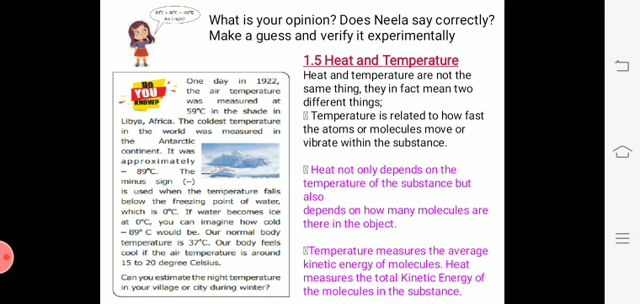 Am I right?
What is your opinion? Does Neela say correctly?
Make a guess and verify it experimentally
Do
YOU
KNOW?
One day in 1922,
the air temperature
was measured at
59°C in the shade in
Libya, Africa. The coldest temperature
in the world was measured in
the Antarctic
continent. It was
approximately
– 89°C. The
minus sign (–)
is used when the temperature falls
below the freezing point of water,
which is 0°C. If water becomes ice
at 0°C, you can imagine how cold
–89° C would be. Our normal body
temperature is 37°C. Our body feels
cool if the air temperature is around
15 to 20 degree Celsius.
Can you estimate the night temperature
in your village or city during winter?
1.5 Heat and Temperature
Heat and temperature are not the
same thing, they in fact mean two
different things;
Temperature is related to how fast
the atoms or molecules move or
vibrate within the substance.
Heat not only depends on the
temperature of the substance but
also
depends on how many molecules are
there in the object.
Temperature measures the average
kinetic energy of molecules. Heat
measures the total Kinetic Energy of
the molecules in the substance.